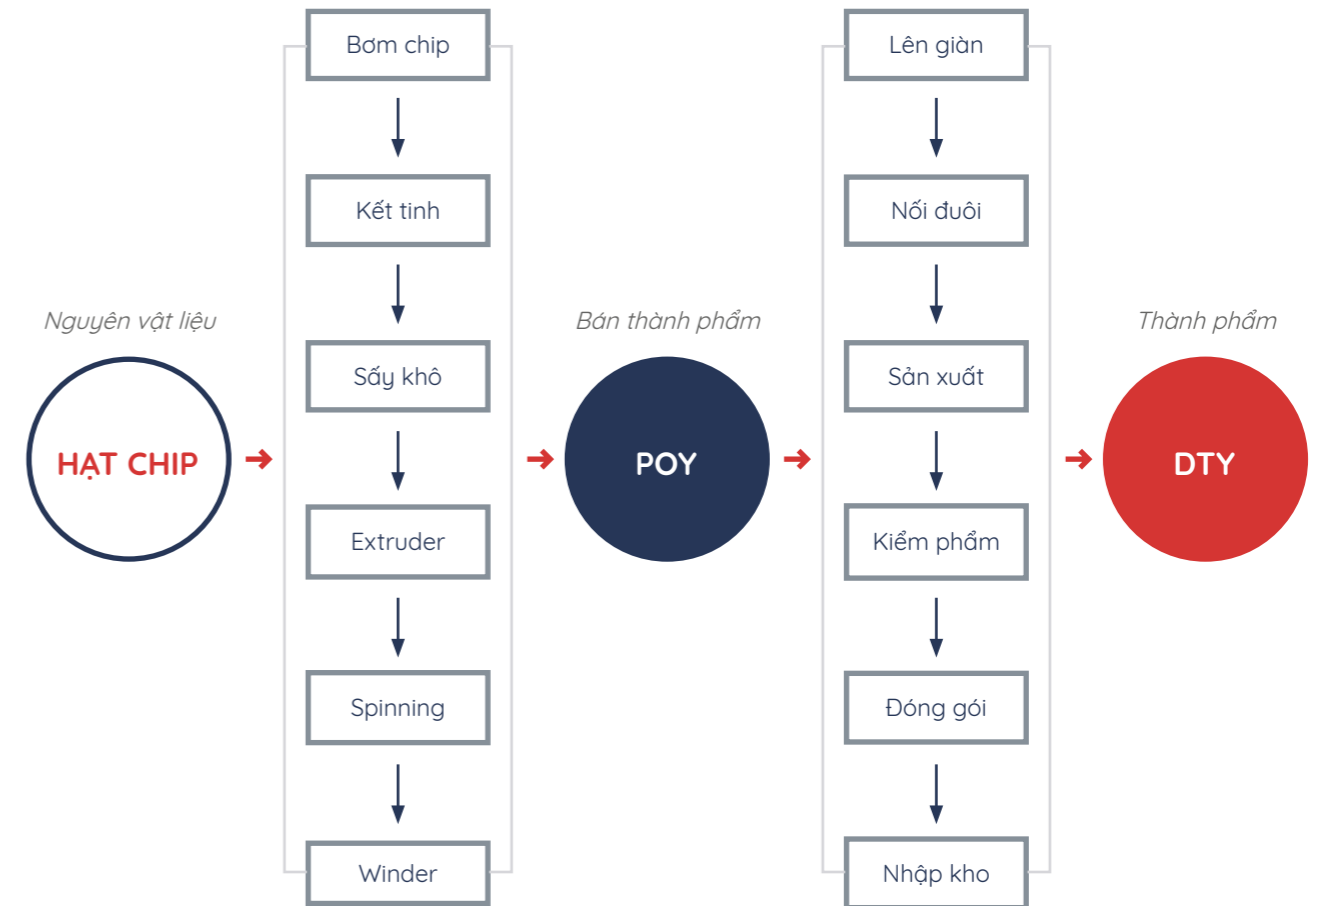 Nguyên vật liệu
HẠT CHIP
Bơm chip
Kết tinh
Sấy khô
Extruder
Spinning
Winder
Bán thành phẩm
POY
Lên giàn
Nối đuôi
Sản xuất
Kiểm phẩm
Đóng gói
Nhập kho
Thành phẩm
DTY